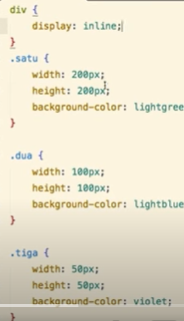 div {
display: inline;
}
.satu {
width: 200px;
height: 200px;
background-color: lightgree
}
.dua {
width: 100px;
height: 100px;
background-color: lightblue
}
.tiga {
width: 50px;
height: 50px;
background-color: violet;
}